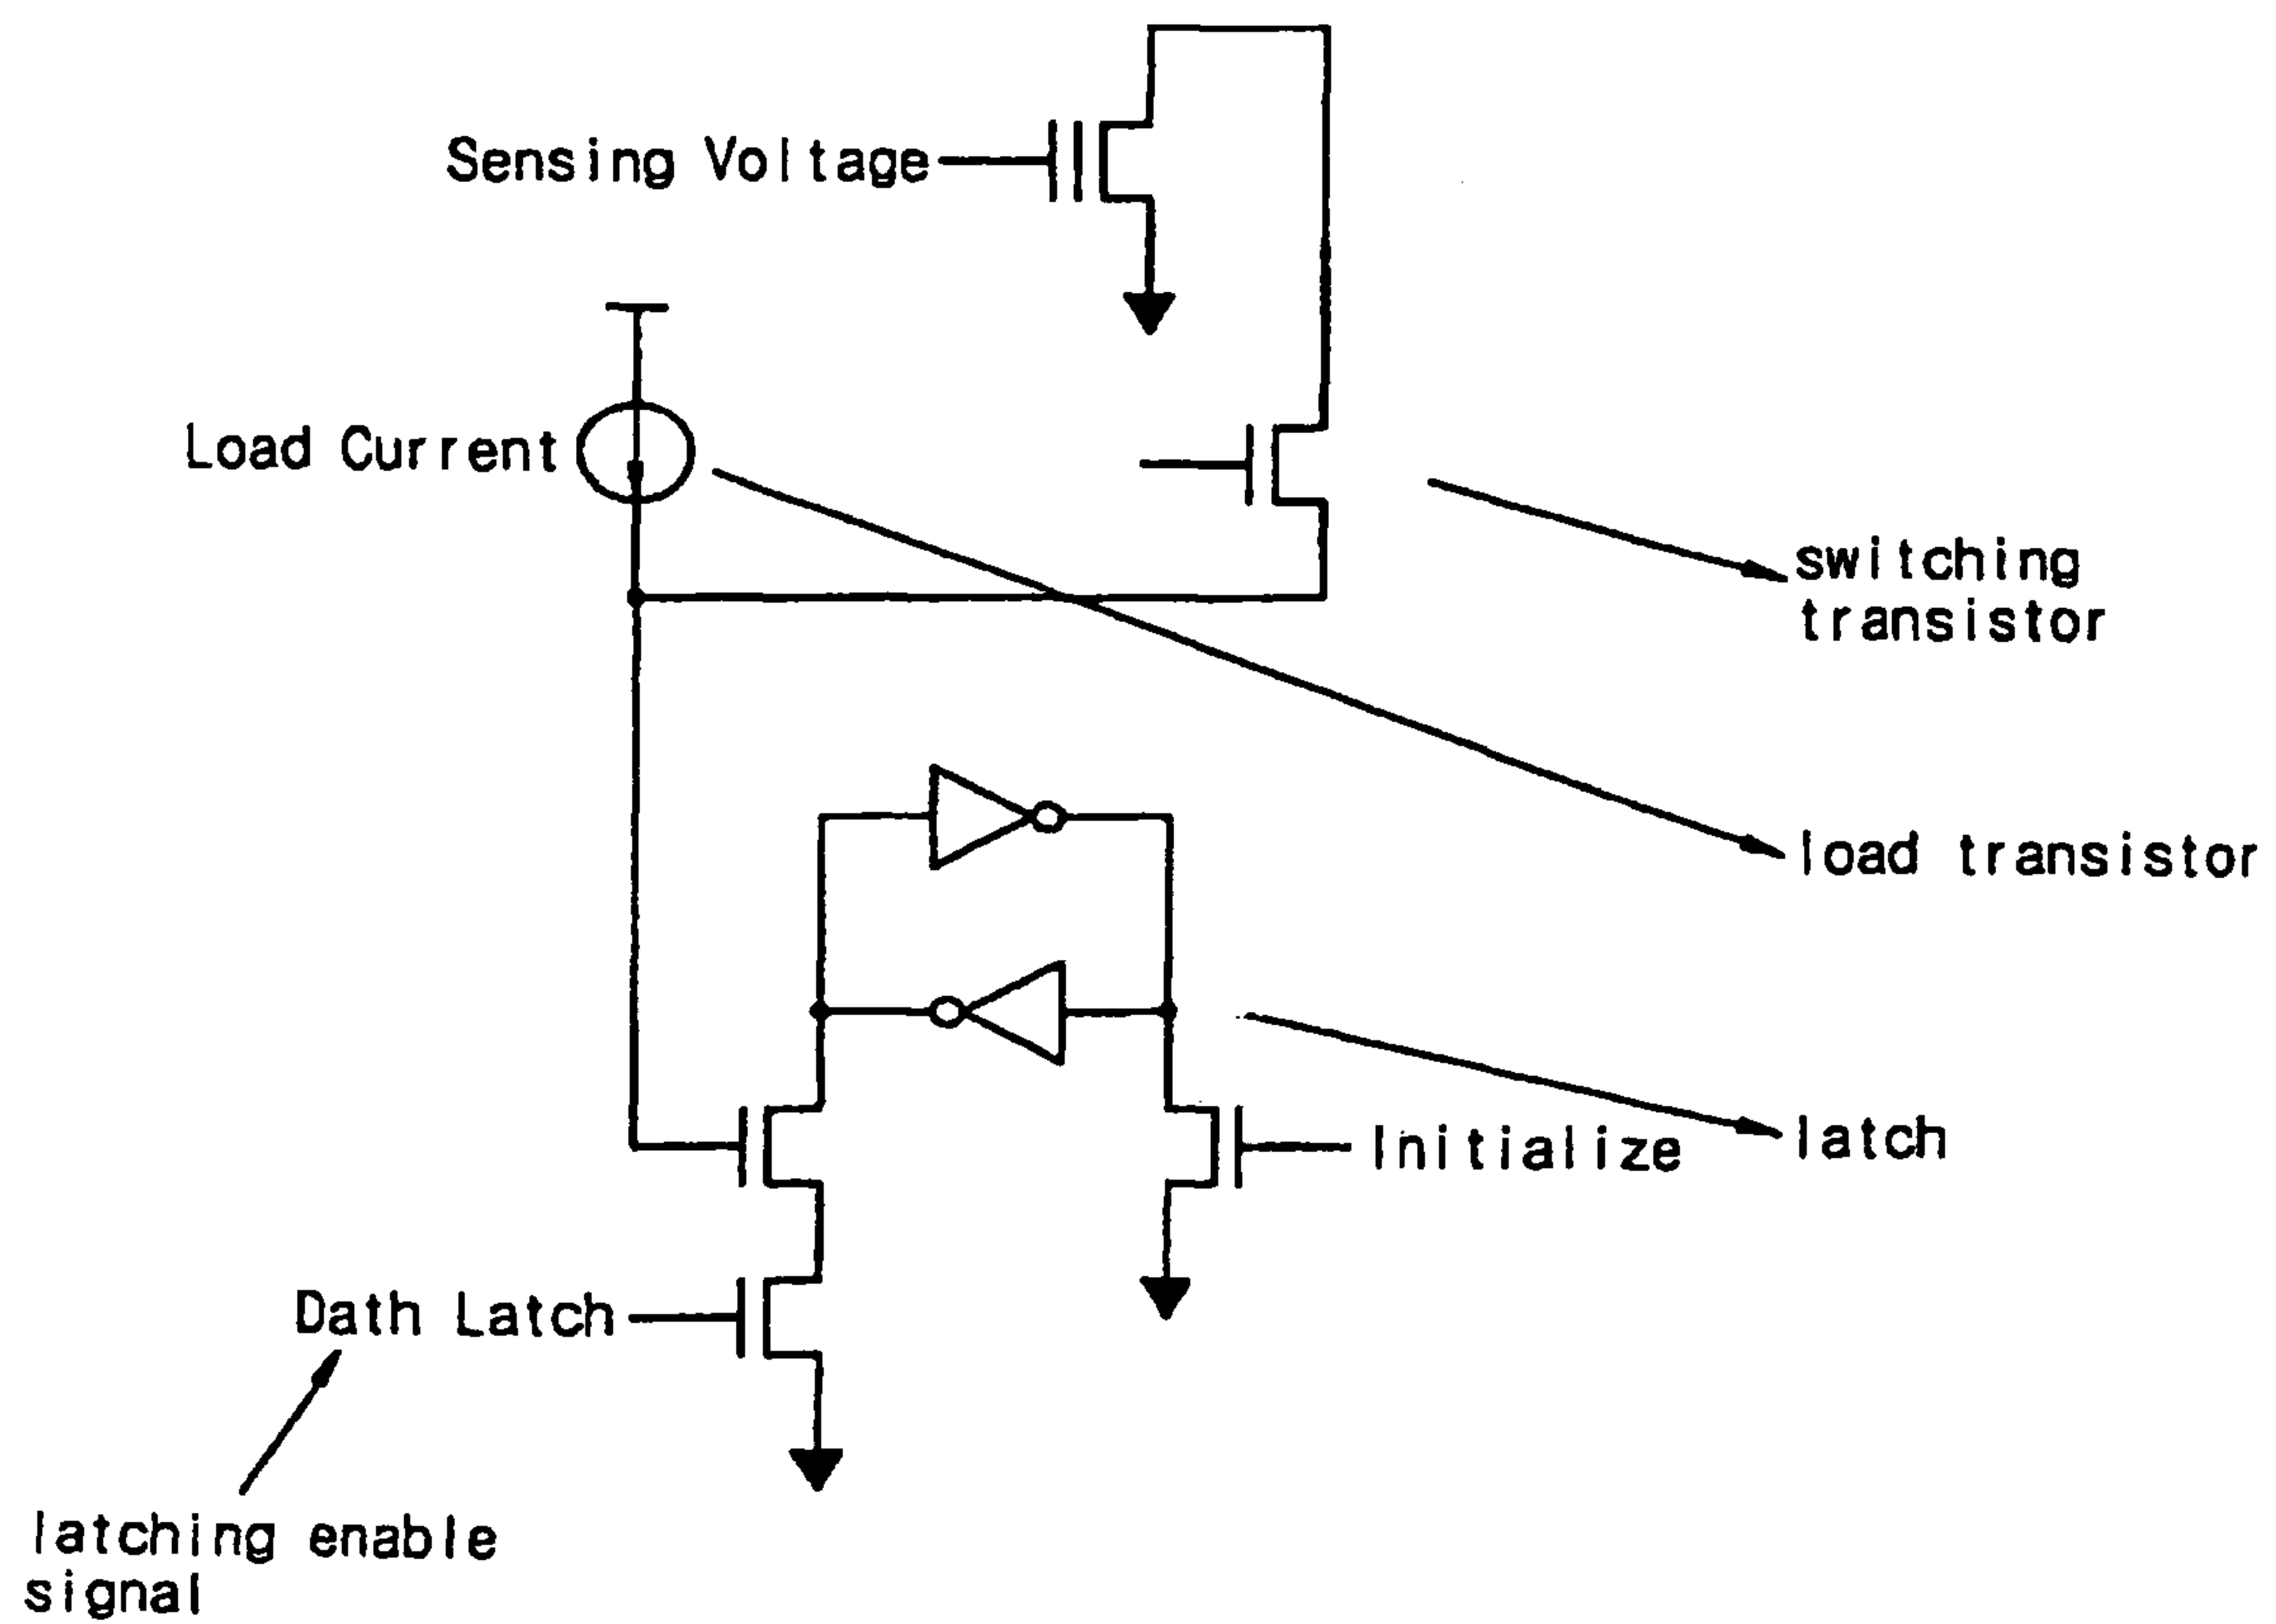 Sensing Voltage
Load Current
switching
transistor
load transistor
Initialize
latch
Dath Latch
latching enable
signal